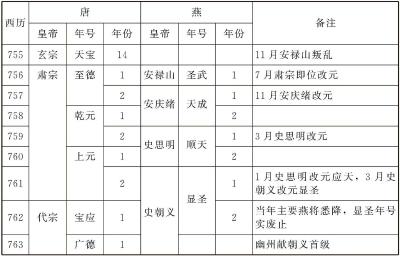 西历 唐 燕 备注
皇帝 年号 年份 皇帝 年号 年份
755 玄宗 天宝 14 11月安禄山叛乱
756 肃宗 至德 1 安禄山 圣武 1 7月肃宗即位改元
757 2 安庆绪 天成 1 11月安庆绪改元
758 乾元 1 2
759 2 史思明 顺天 1 3月史思明改元
760 上元 1 2
761 2 史朝义 显圣 1 1月史思明改元应天，3月史
朝义改元显圣
762 代宗 宝应 1 2 当年主要燕将悉降，显圣年号
实废止
763 广德 1 幽州献朝义首级